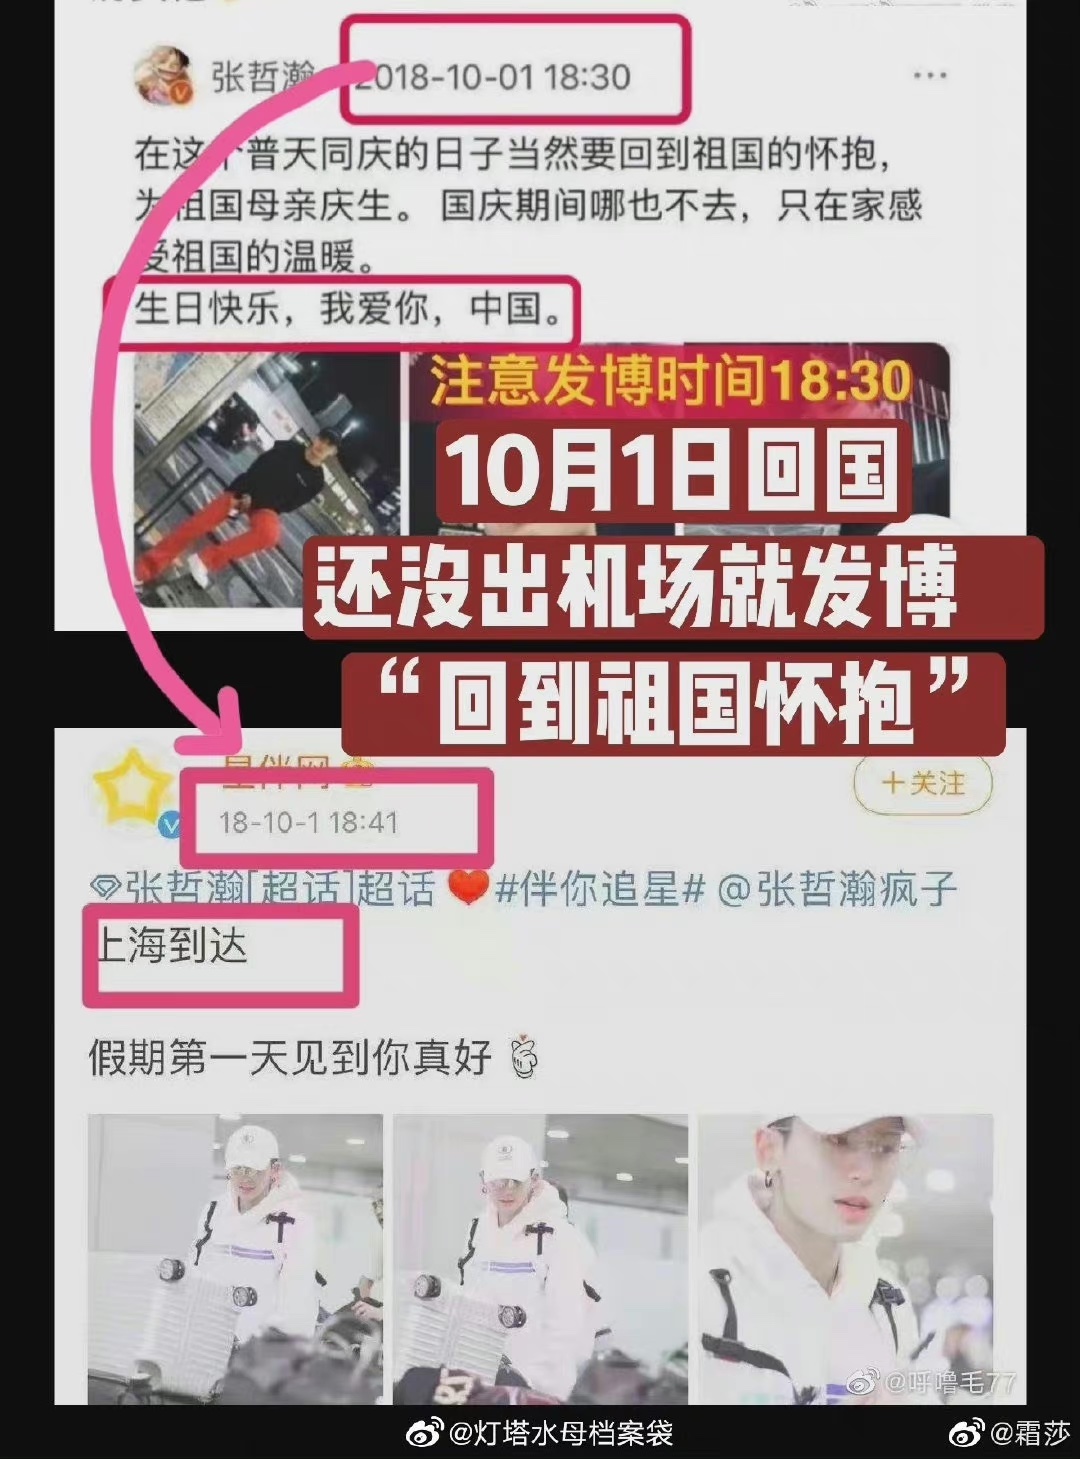 张哲瀚 2018-10-01 18:30
在这个普天同庆的日子当然要回到祖国的怀抱，
为祖国母亲庆生。国庆期间哪也不去，只在家感
受祖国的温暖。
生日快乐，我爱你，中国。
注意发博时间18:30
10月1日回国
还没出机场就发博
“回到祖国怀抱”
星伴网
18-10-1 18:41
＋关注
张哲瀚[超话]超话 #伴你追星# @张哲瀚疯子
上海到达
假期第一天见到你真好
@呼噜毛77
@灯塔水母档案袋
@霜莎